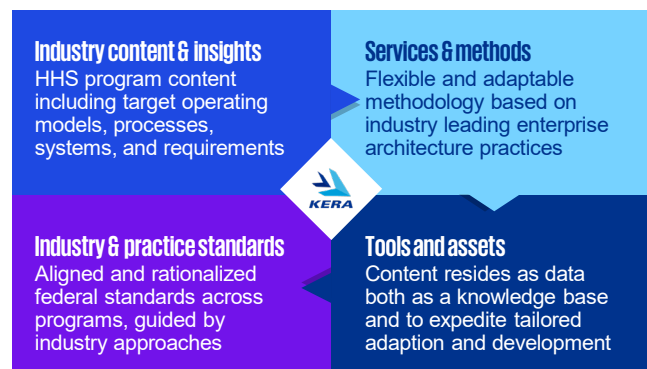 Industry content & insights
HHS program content
including target operating
models, processes,
systems, and requirements
Services & methods
Flexible and adaptable
methodology based on
industry leading enterprise
architecture practices
KERA
Industry & practice standards
Aligned and rationalized
federal standards across
programs, guided by
industry approaches
Tools and assets
Content resides as data
both as a knowledge base
and to expedite tailored
adaption and development